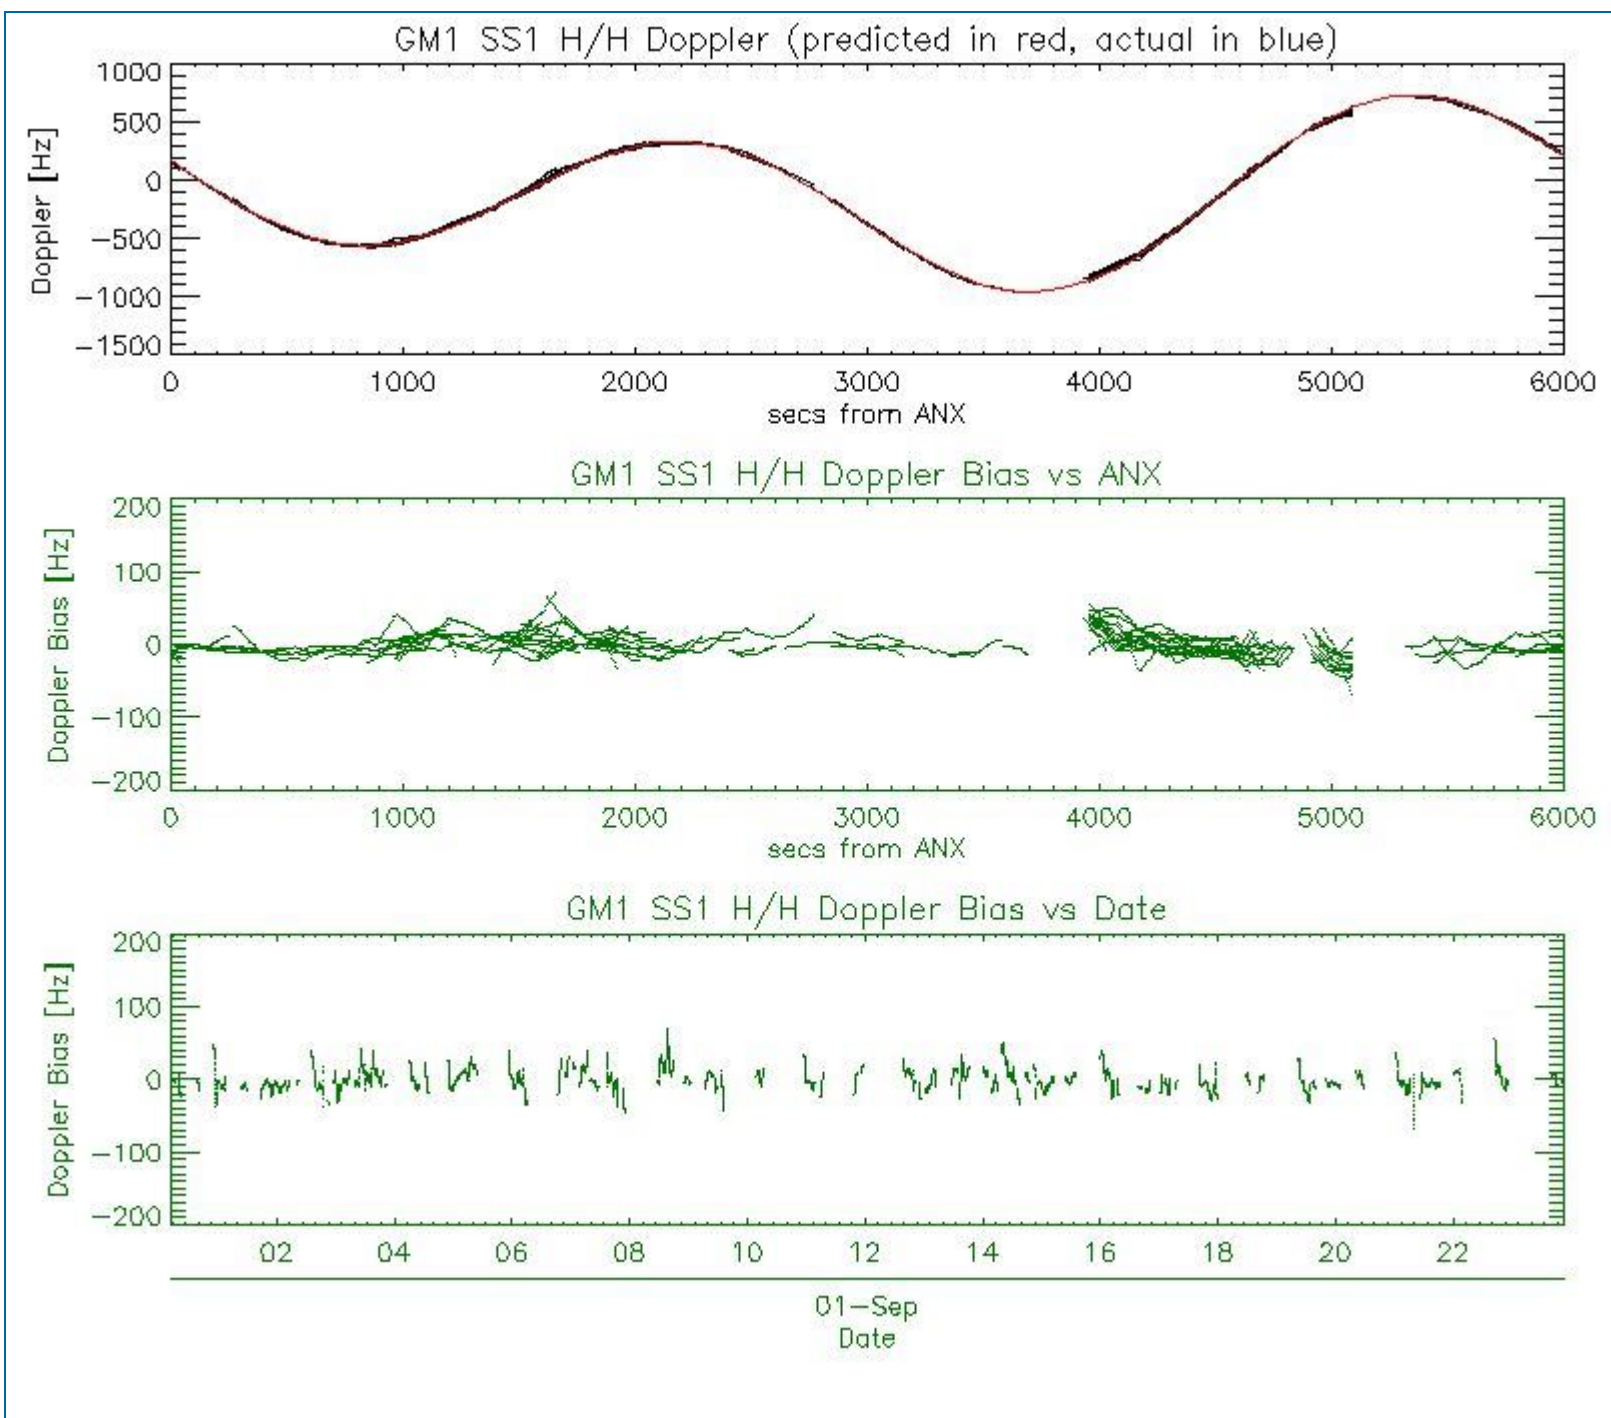 GM1 SS1 H/H Doppler (predicted in red, actual in blue)
Doppler [Hz]
1000
500
0
−500
−1000
−1500
0 1000 2000 3000 4000 5000 6000
secs from ANX
GM1 SS1 H/H Doppler Bias vs ANX
Doppler Bias [Hz]
200
100
0
−100
−200
0 1000 2000 3000 4000 5000 6000
secs from ANX
GM1 SS1 H/H Doppler Bias vs Date
Doppler Bias [Hz]
200
100
0
−100
−200
02 04 06 08 10 12 14 16 18 20 22
01−Sep
Date